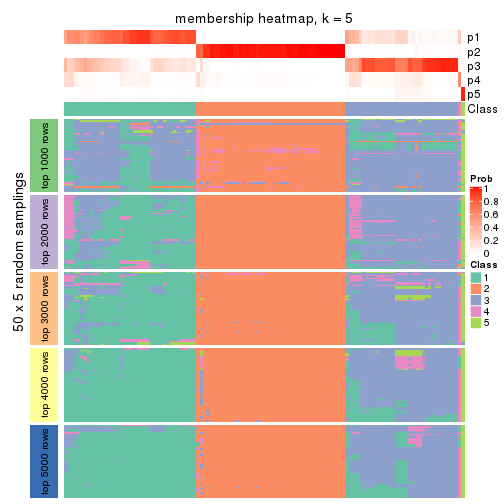 membership heatmap, k = 5
p1
p2
p3
p4
p5
Class
50 x 5 random samplings
top 1000 rows
top 2000 rows
top 3000 rows
top 4000 rows
top 5000 rows
Prob
1
0.8
0.6
0.4
0.2
0
Class
1
2
3
4
5